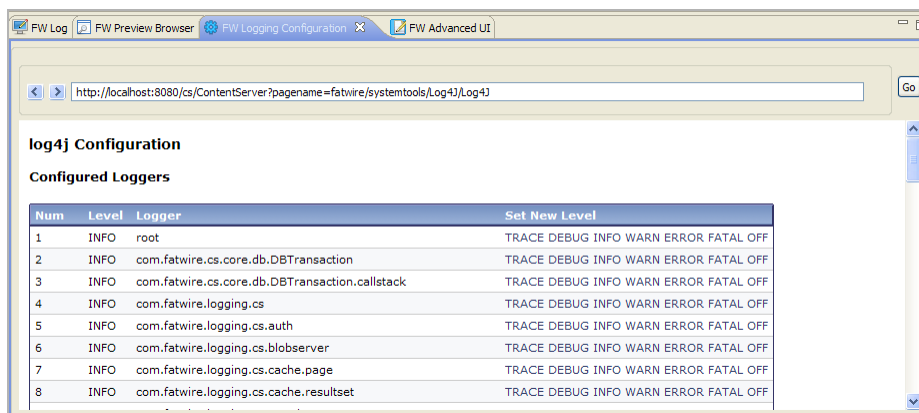 FW Log FW Preview Browser FW Logging Configuration FW Advanced UI
http://localhost:8080/cs/ContentServer?pagename=fatwire/systemtools/Log4J/Log4J Go
log4j Configuration
Configured Loggers
Num Level Logger Set New Level
1 INFO root TRACE DEBUG INFO WARN ERROR FATAL OFF
2 INFO com.fatwire.cs.core.db.DBTransaction TRACE DEBUG INFO WARN ERROR FATAL OFF
3 INFO com.fatwire.cs.core.db.DBTransaction.callstack TRACE DEBUG INFO WARN ERROR FATAL OFF
4 INFO com.fatwire.logging.cs TRACE DEBUG INFO WARN ERROR FATAL OFF
5 INFO com.fatwire.logging.cs.auth TRACE DEBUG INFO WARN ERROR FATAL OFF
6 INFO com.fatwire.logging.cs.blobserver TRACE DEBUG INFO WARN ERROR FATAL OFF
7 INFO com.fatwire.logging.cs.cache.page TRACE DEBUG INFO WARN ERROR FATAL OFF
8 INFO com.fatwire.logging.cs.cache.resultset TRACE DEBUG INFO WARN ERROR FATAL OFF